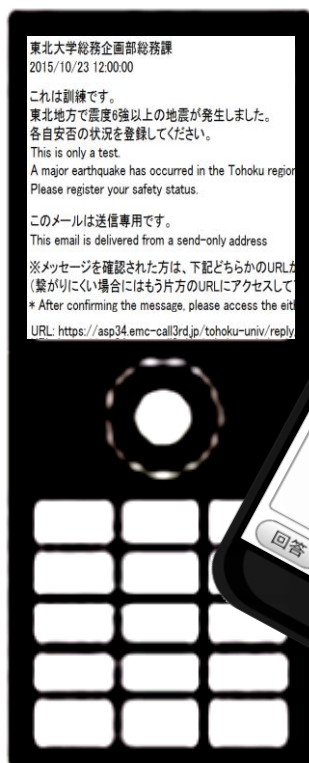 東北大学総務企画部総務課
2015/10/23 12:00:00
これは訓練です。
東北地方で震度6強以上の地震が発生しました。
各自安否の状況を登録してください。
This is only a test.
A major earthquake has occurred in the Tohoku region
Please register your safety status.
このメールは送信専用です。
This email is delivered from a send-only address
※メッセージを確認された方は、下記どちらかのURLか
(繋がりにくい場合にはもう片方のURLにアクセスして
* After confirming the message, please access the eit
URL: https://asp34.emc-call3rd.jp/tohoku-univ/reply
回答